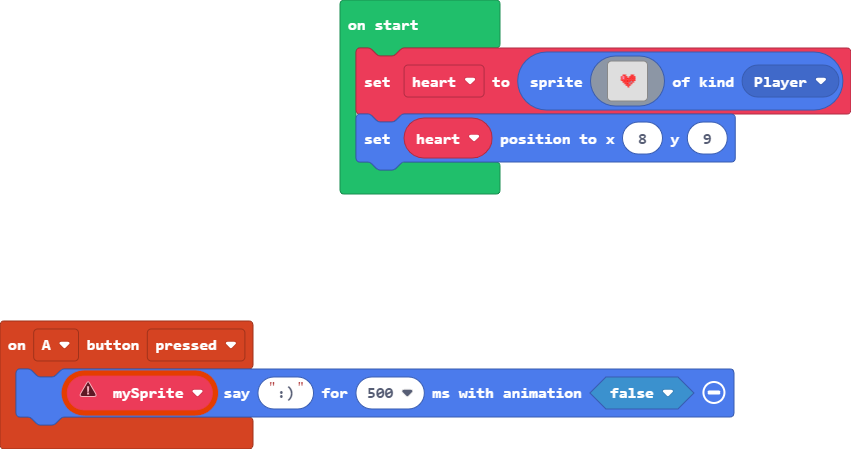 on start
set heart to sprite of kind Player
set heart position to x 8 y 9
on A button pressed
mySprite say ":)" for 500 ms with animation false